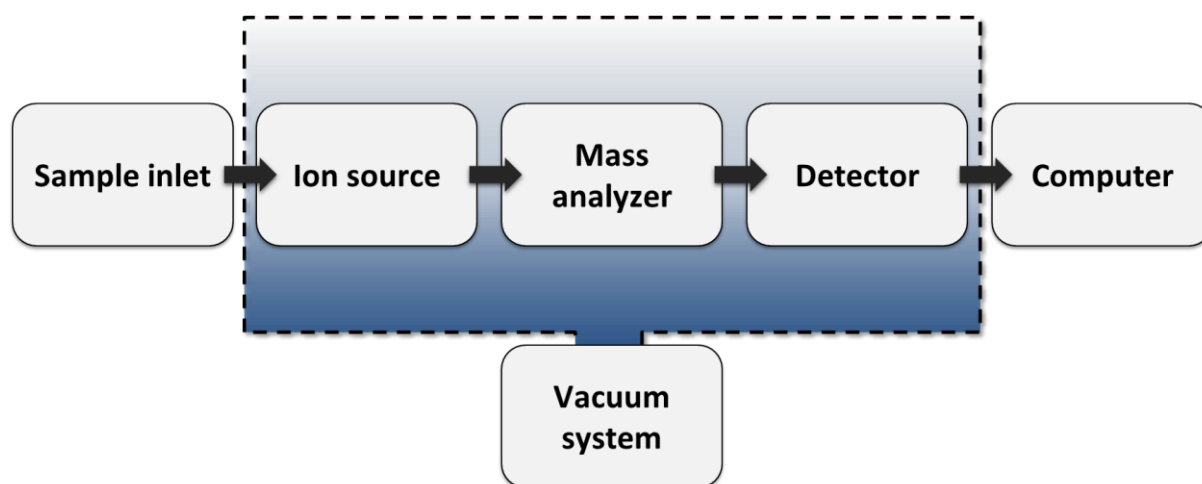 Sample inlet
Ion source
Mass
analyzer
Detector
Computer
Vacuum
system